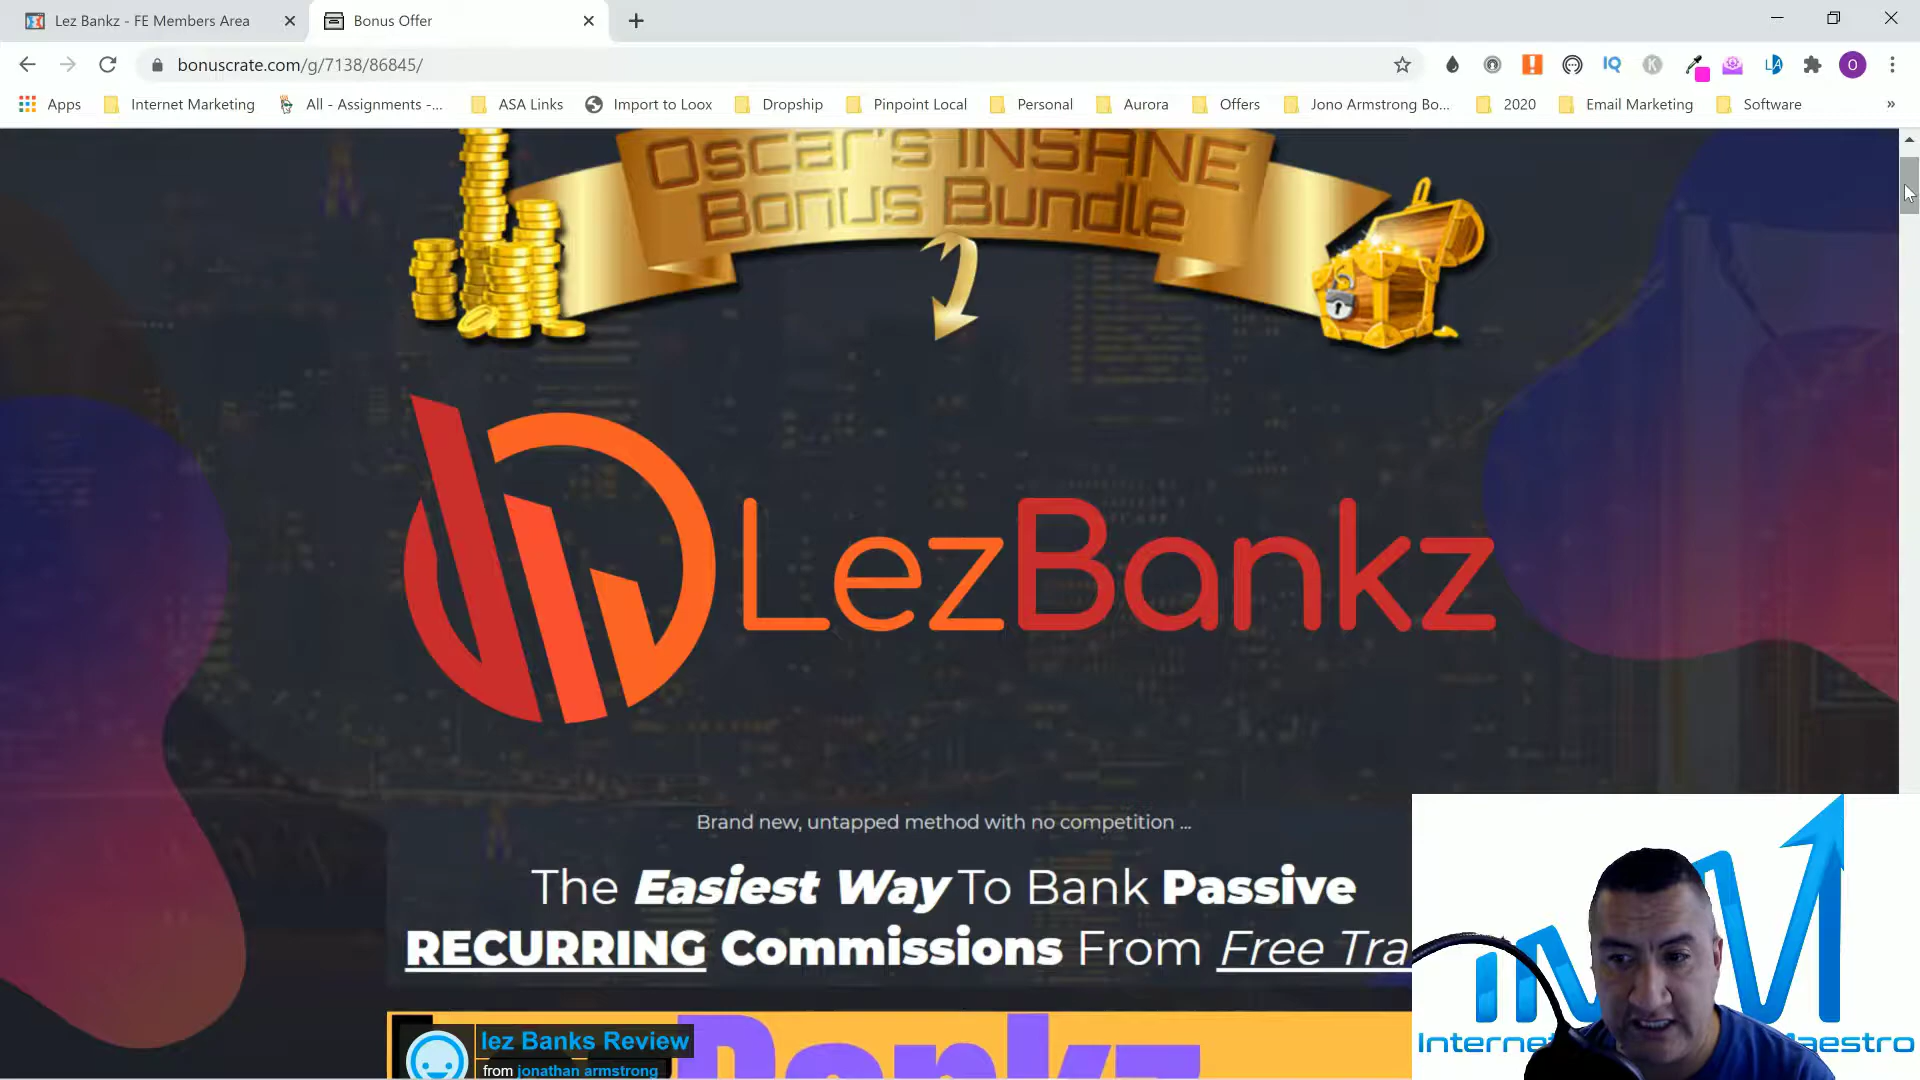 Lez Bankz - FE Members Area
Bonus Offer
bonuscrate.com/g/7138/86845/
Apps
Internet Marketing
All - Assignments -...
ASA Links
Import to Loox
Dropship
Pinpoint Local
Personal
Aurora
Offers
Jono Armstrong Bo...
2020
Email Marketing
Software
»
Oscar's INSANE
Bonus Bundle
LezBankz
Brand new, untapped method with no competition ...
The Easiest Way To Bank Passive
RECURRING Commissions From Free Tra
Bankz
lez Banks Review
from jonathan armstrong